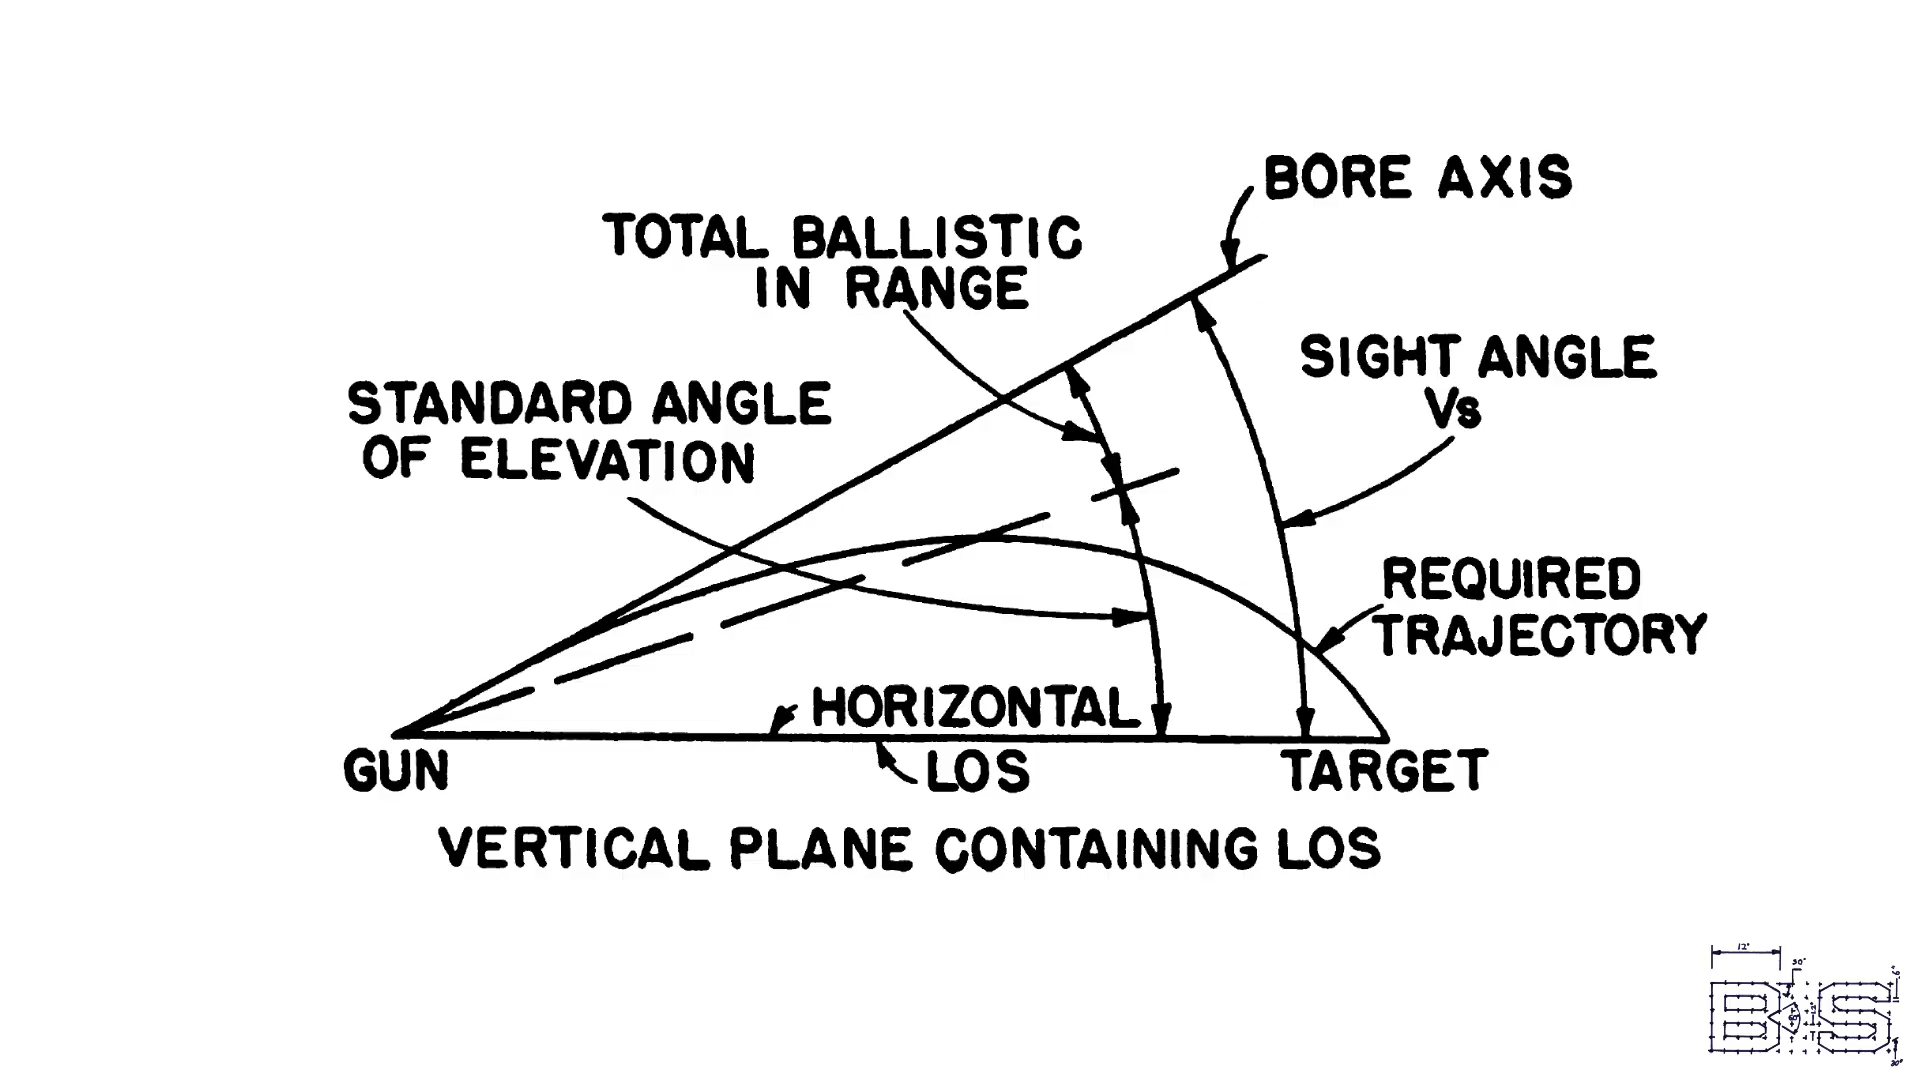 BORE AXIS
TOTAL BALLISTIC
IN RANGE
SIGHT ANGLE
Vs
STANDARD ANGLE
OF ELEVATION
REQUIRED
TRAJECTORY
HORIZONTAL
GUN
LOS
TARGET
VERTICAL PLANE CONTAINING LOS
12"
B S